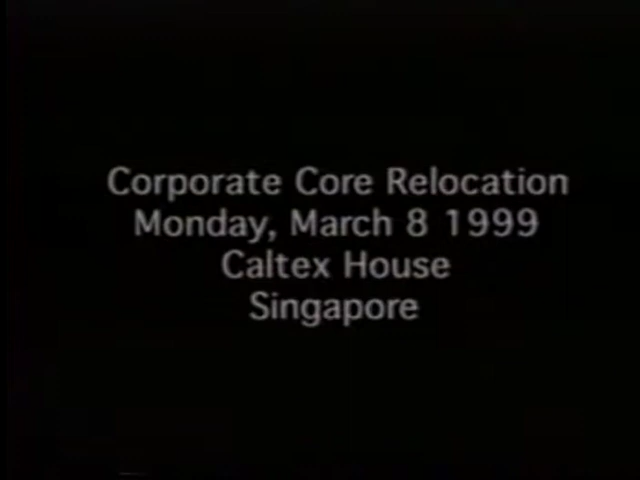 Corporate Core Relocation
Monday, March 8 1999
Caltex House
Singapore